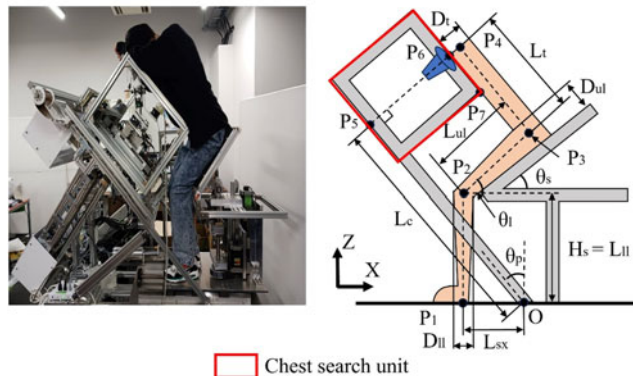 Dt
P4
P6
Lt
Dul
P7
P5
Lul
P3
P2
θs
θl
Lc
Hs = Lll
θp
Z
X
P1
O
Dll
Lsx
Chest search unit